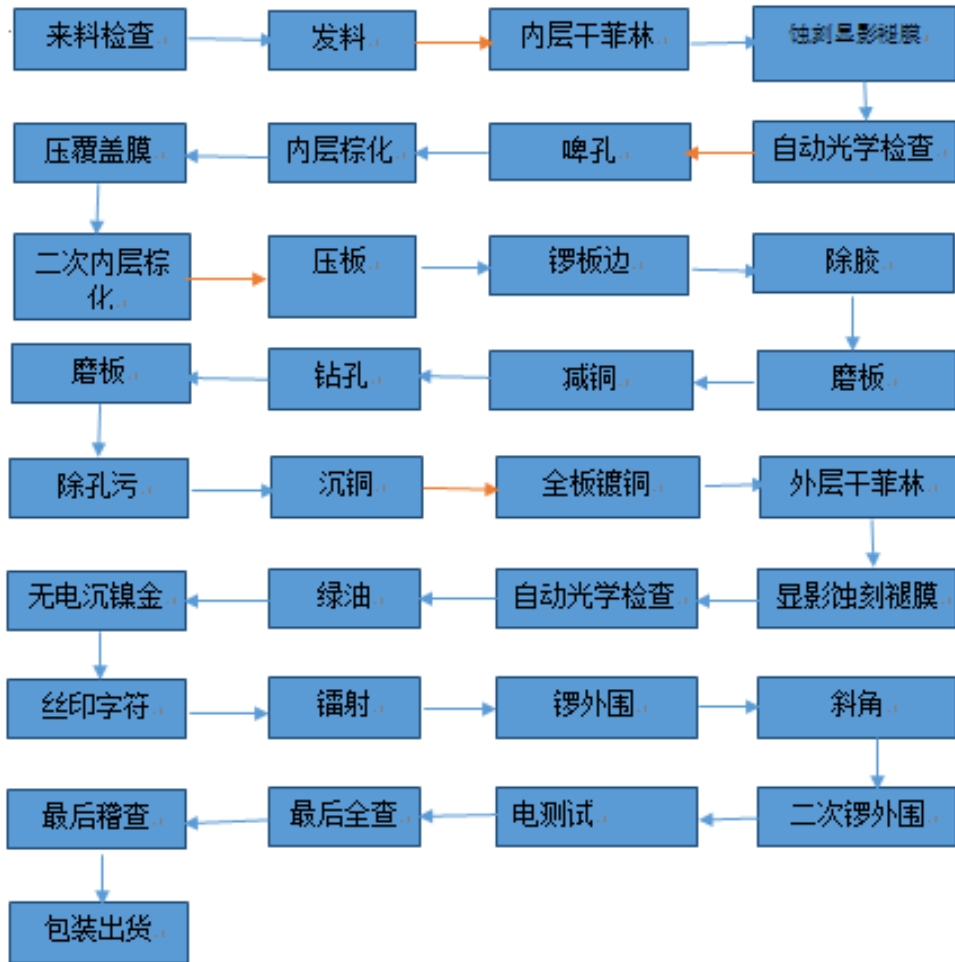 来料检查
发料
内层干菲林
蚀刻显影褪膜
自动光学检查
啤孔
内层棕化
压覆盖膜
二次内层棕
化
压板
锣板边
除胶
磨板
减铜
钻孔
磨板
除孔污
沉铜
全板镀铜
外层干菲林
显影蚀刻褪膜
自动光学检查
绿油
无电沉镍金
丝印字符
镭射
锣外围
斜角
二次锣外围
电测试
最后全查
最后稽查
包装出货